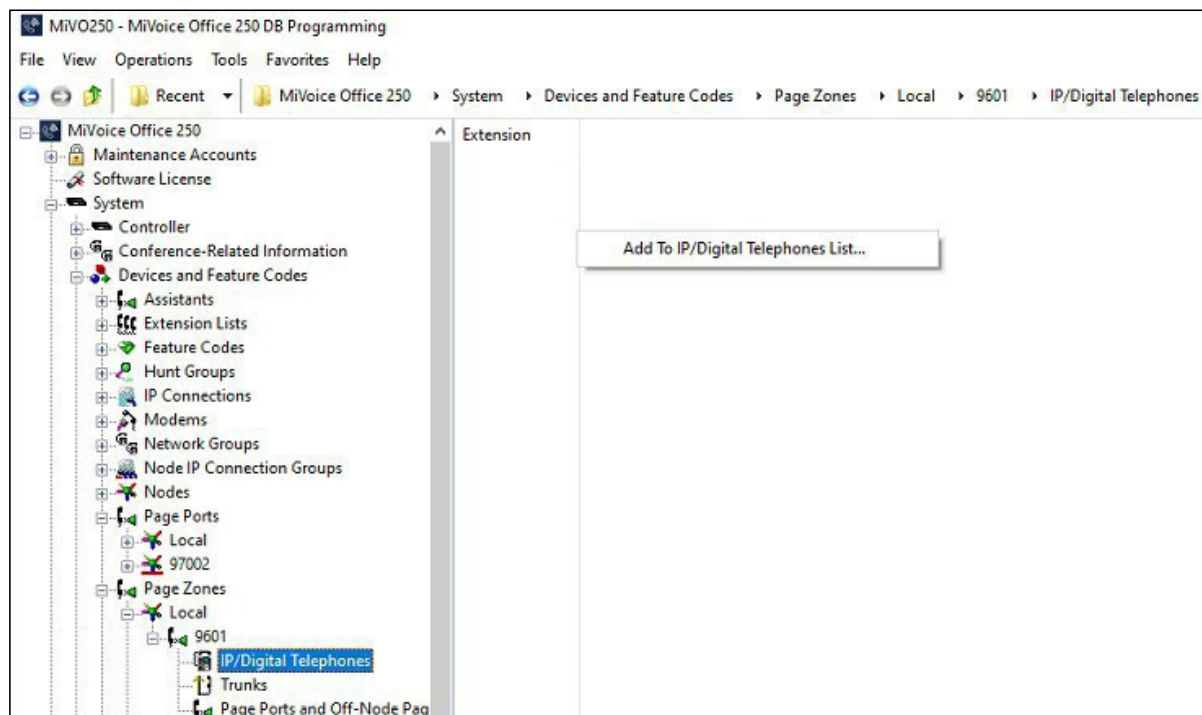 MiVO250 - MiVoice Office 250 DB Programming
File View Operations Tools Favorites Help
Recent MiVoice Office 250 System Devices and Feature Codes Page Zones Local 9601 IP/Digital Telephones
MiVoice Office 250
Extension
Maintenance Accounts
Software License
System
Controller
Add To IP/Digital Telephones List...
Conference-Related Information
Devices and Feature Codes
Assistants
Extension Lists
Feature Codes
Hunt Groups
IP Connections
Modems
Network Groups
Node IP Connection Groups
Nodes
Page Ports
Local
97002
Page Zones
Local
9601
IP/Digital Telephones
Trunks
Page Ports and Off-Node Pag